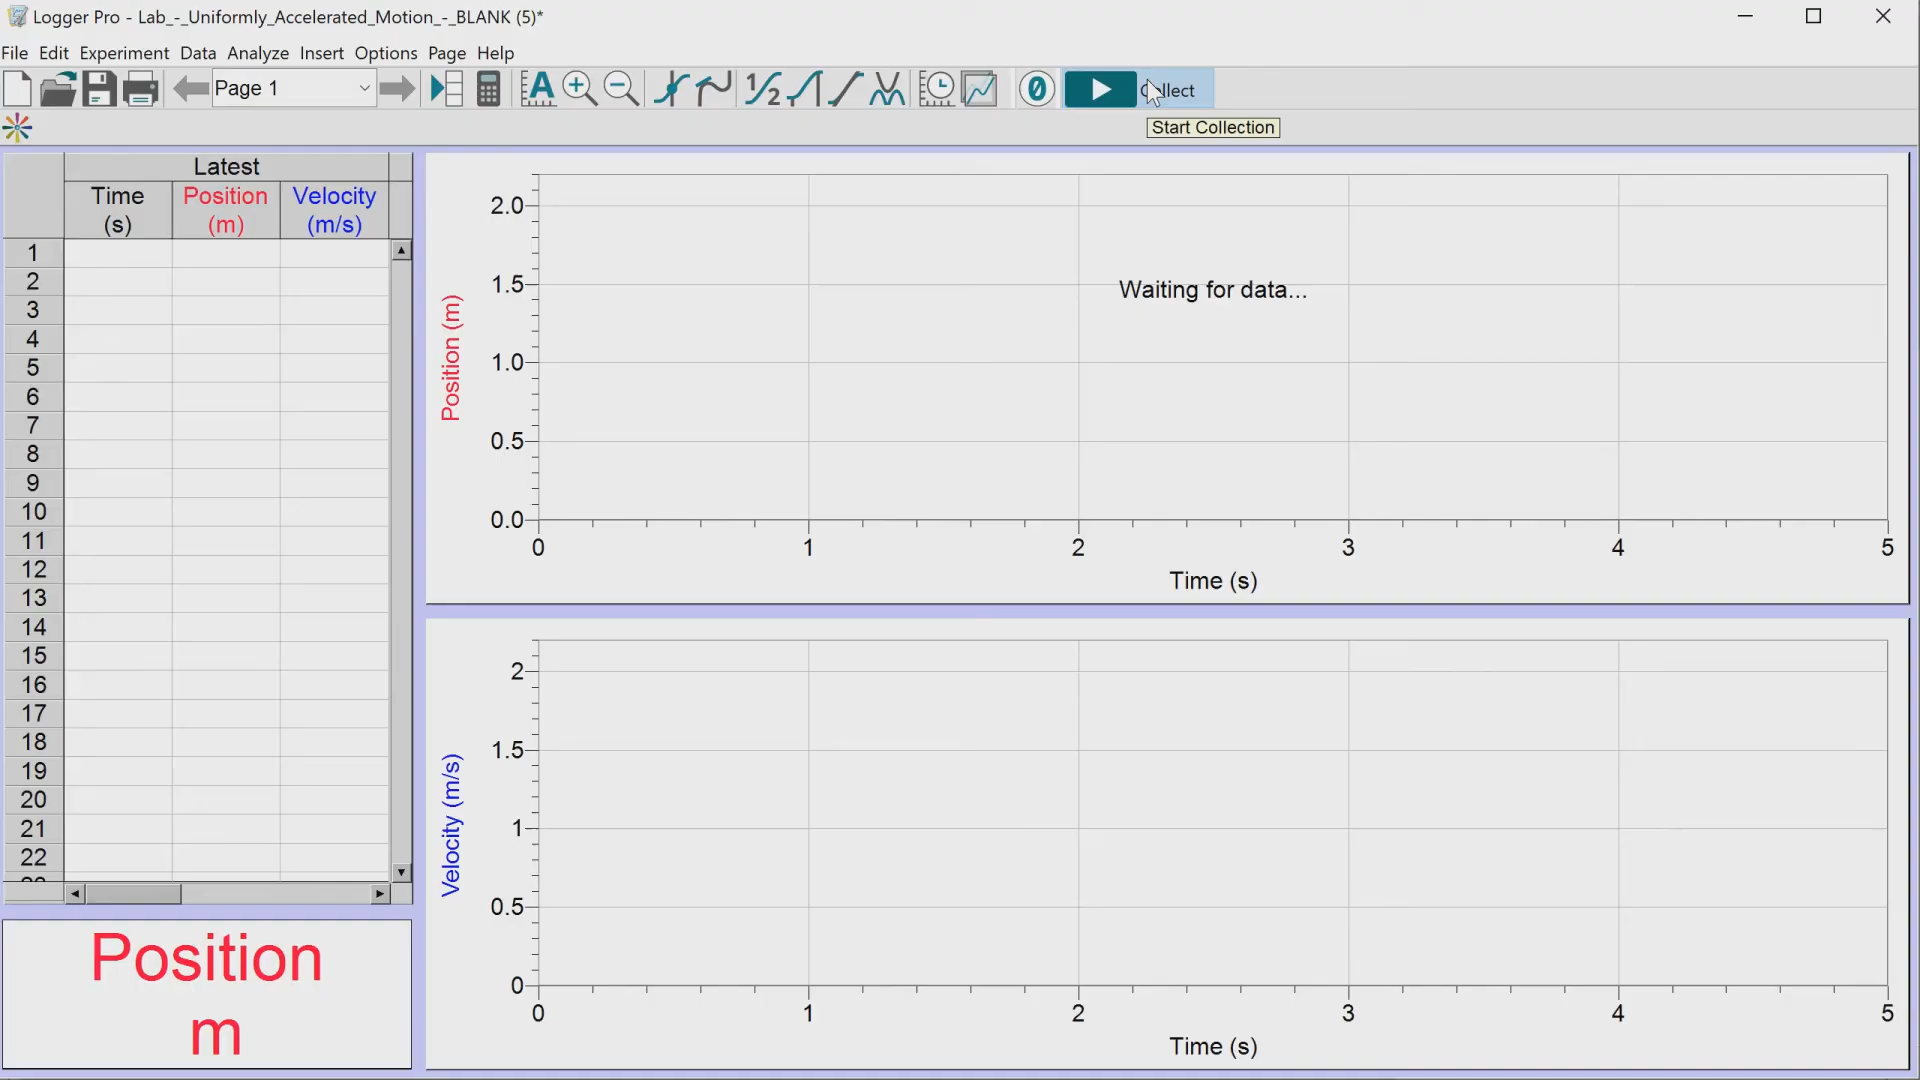 Logger Pro - Lab_-_Uniformly_Accelerated_Motion_-_BLANK (5)*
File Edit Experiment Data Analyze Insert Options Page Help
Page 1
Start Collection
Latest
Time Position Velocity
(s) (m) (m/s)
1
2
3
4
5
6
7
8
9
10
11
12
13
14
15
16
17
18
19
20
21
22
Position
m
Position (m)
2.0
1.5
1.0
0.5
0.0
Waiting for data...
0 1 2 3 4 5
Time (s)
Velocity (m/s)
2
1.5
1
0.5
0
0 1 2 3 4 5
Time (s)